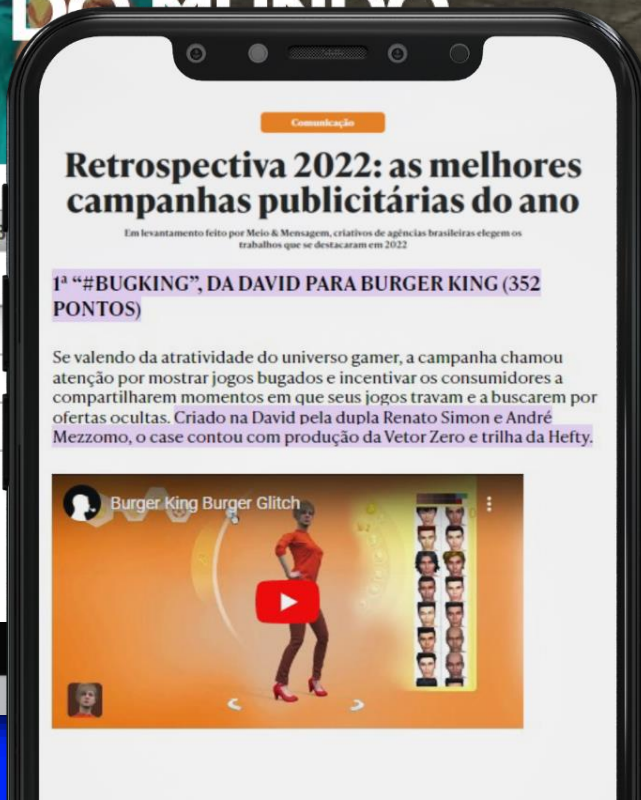 DO MUNDO
Comunicação
Retrospectiva 2022: as melhores
campanhas publicitárias do ano
Em levantamento feito por Meio & Mensagem, criativos de agências brasileiras elegem os
trabalhos que se destacaram em 2022
1ª “#BUGKING”, DA DAVID PARA BURGER KING (352
PONTOS)
Se valendo da atratividade do universo gamer, a campanha chamou
atenção por mostrar jogos bugados e incentivar os consumidores a
compartilharem momentos em que seus jogos travam e a buscarem por
ofertas ocultas. Criado na David pela dupla Renato Simon e André
Mezzomo, o case contou com produção da Vetor Zero e trilha da Hefty.
Burger King Burger Glitch